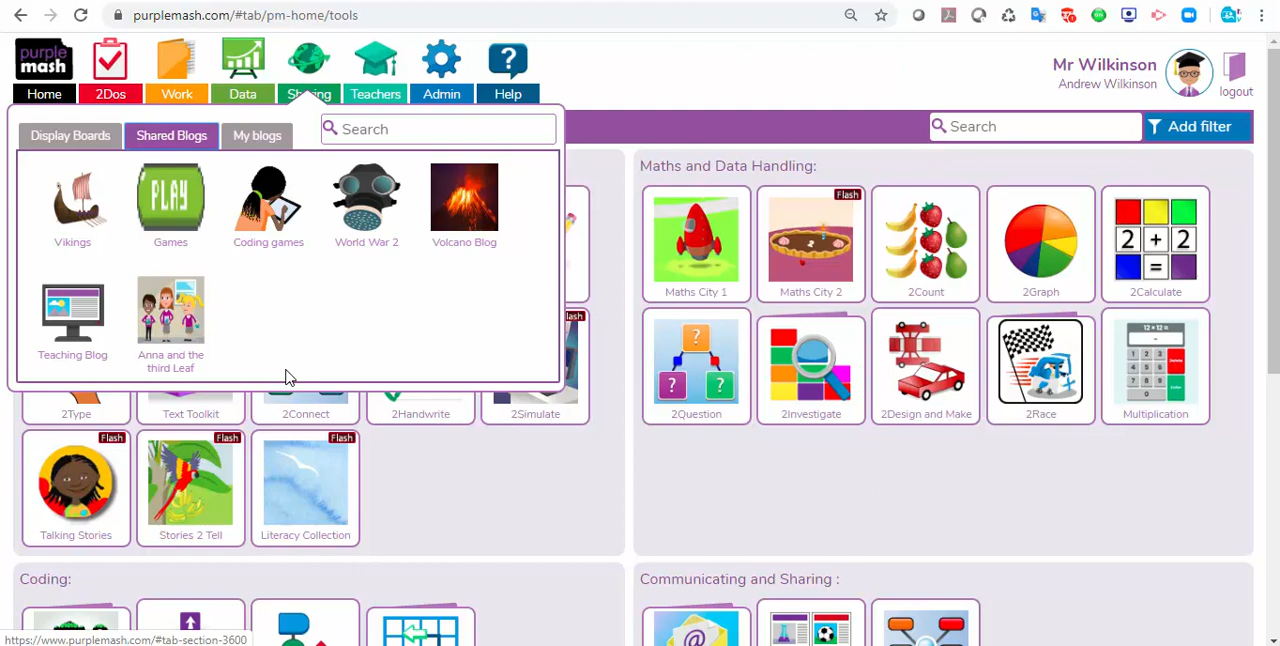 purplemash.com/#tab/pm-home/tools
purple
mash
Home
2Dos
Work
Data
Sharing
Teachers
Admin
Help
Mr Wilkinson
Andrew Wilkinson
logout
Display Boards
Shared Blogs
My blogs
Search
Search
Add filter
Vikings
PLAY
Games
Coding games
World War 2
Volcano Blog
Teaching Blog
Anna and the
third Leaf
Maths and Data Handling:
Maths City 1
Flash
Maths City 2
2Count
2Graph
2 + 2
=
2Calculate
?
? ?
2Question
2Investigate
2Design and Make
2Race
12 × 12 =
Multiplication
2Type
Text Toolkit
2Connect
2Handwrite
2Simulate
Flash
Talking Stories
Flash
Stories 2 Tell
Flash
Literacy Collection
Coding:
Communicating and Sharing :
@
https://www.purplemash.com/#tab-section-3600